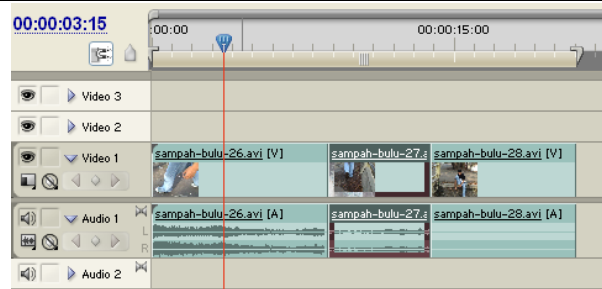 00:00:03:15
:00:00 00:00:15:00
Video 3
Video 2
Video 1 sampah-bulu-26.avi [V] sampah-bulu-27.a sampah-bulu-28.avi [V]
Audio 1 sampah-bulu-26.avi [A] sampah-bulu-27.a sampah-bulu-28.avi [A]
L
R
Audio 2